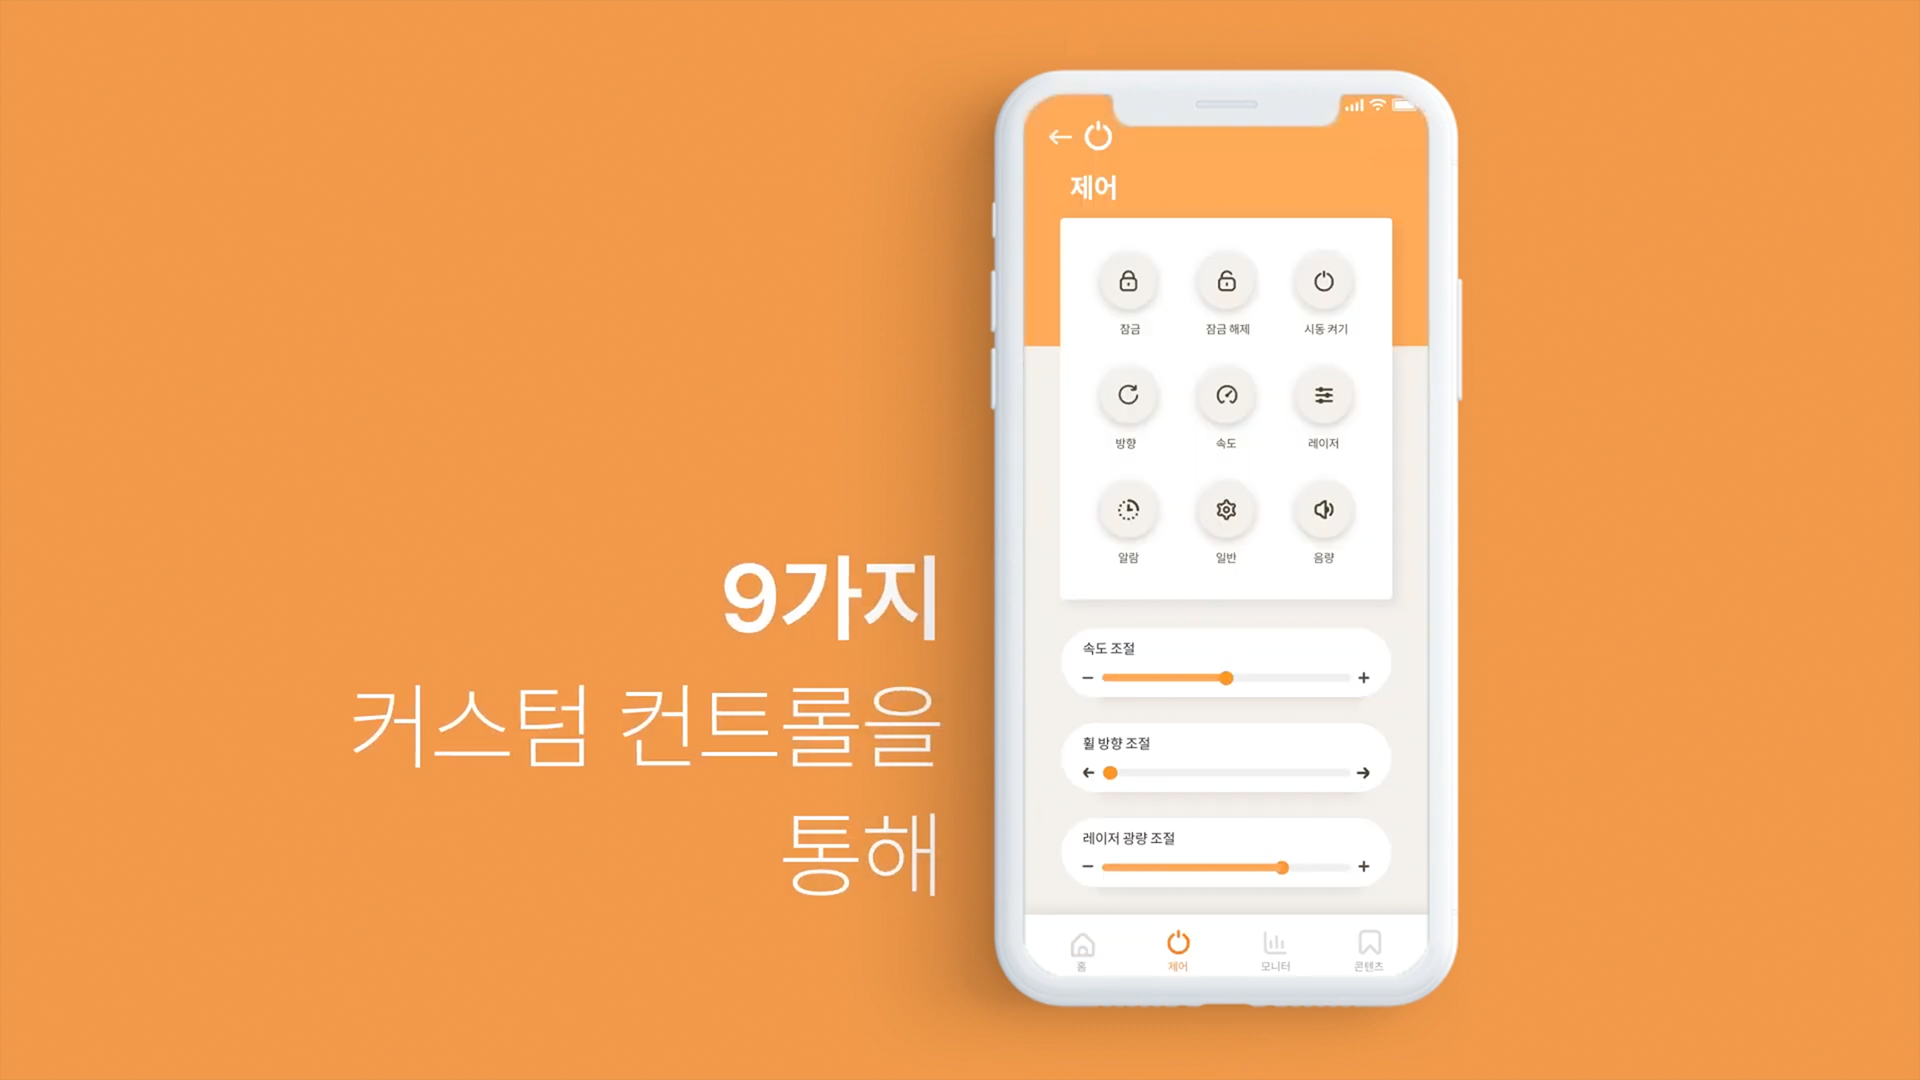 9가지
커스텀 컨트롤을
통해
제어
잠금
잠금 해제
시동 켜기
방향
속도
레이저
알람
일반
음량
속도 조절
휠 방향 조절
레이저 광량 조절
홈
제어
모니터
콘텐츠